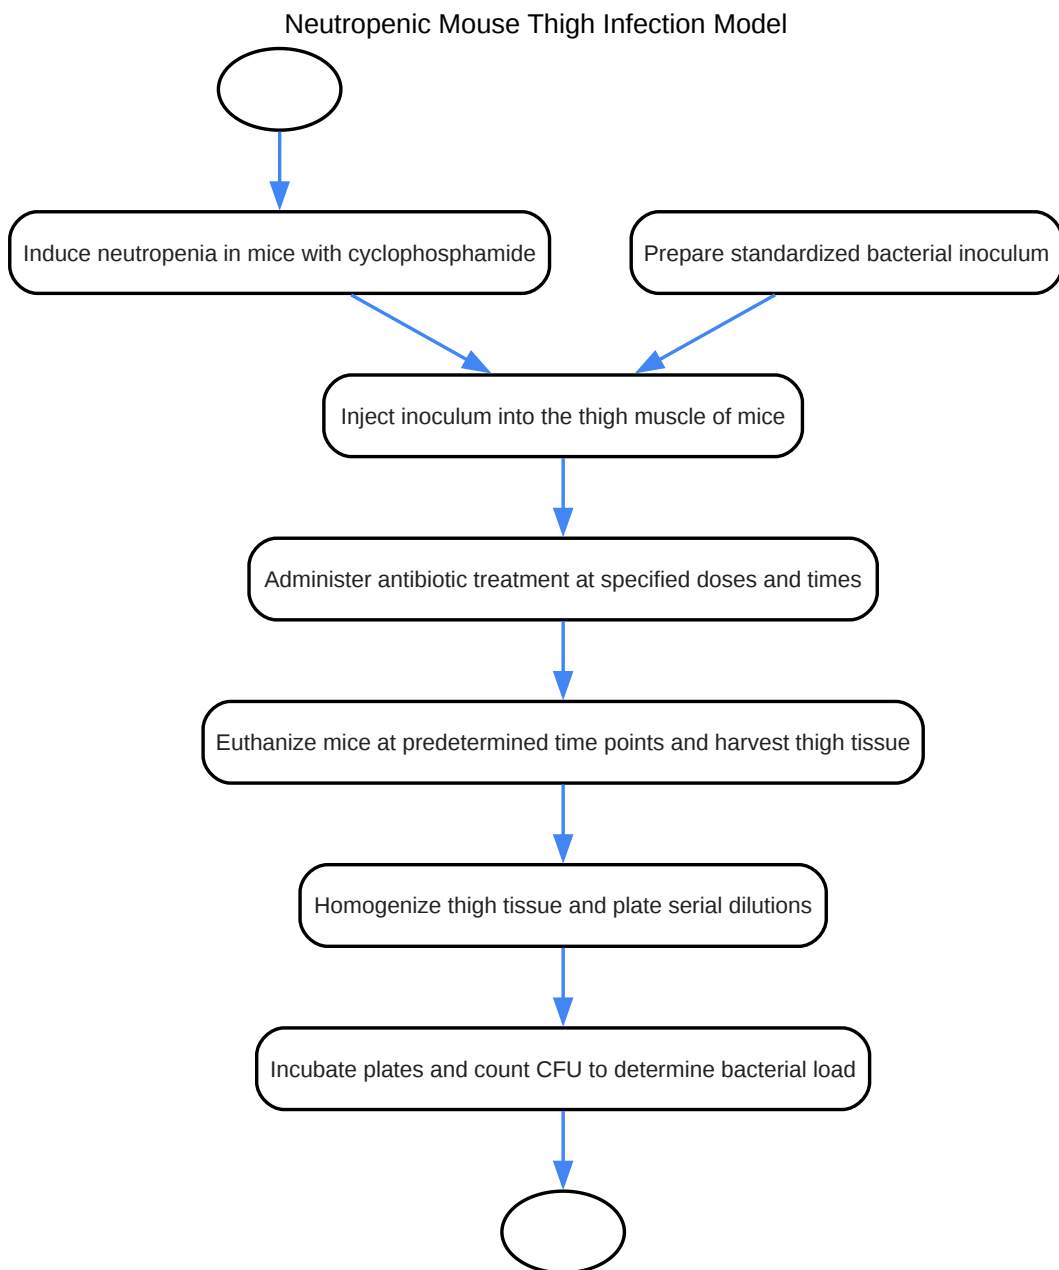 Neutropenic Mouse Thigh Infection Model
Induce neutropenia in mice with cyclophosphamide
Prepare standardized bacterial inoculum
Inject inoculum into the thigh muscle of mice
Administer antibiotic treatment at specified doses and times
Euthanize mice at predetermined time points and harvest thigh tissue
Homogenize thigh tissue and plate serial dilutions
Incubate plates and count CFU to determine bacterial load